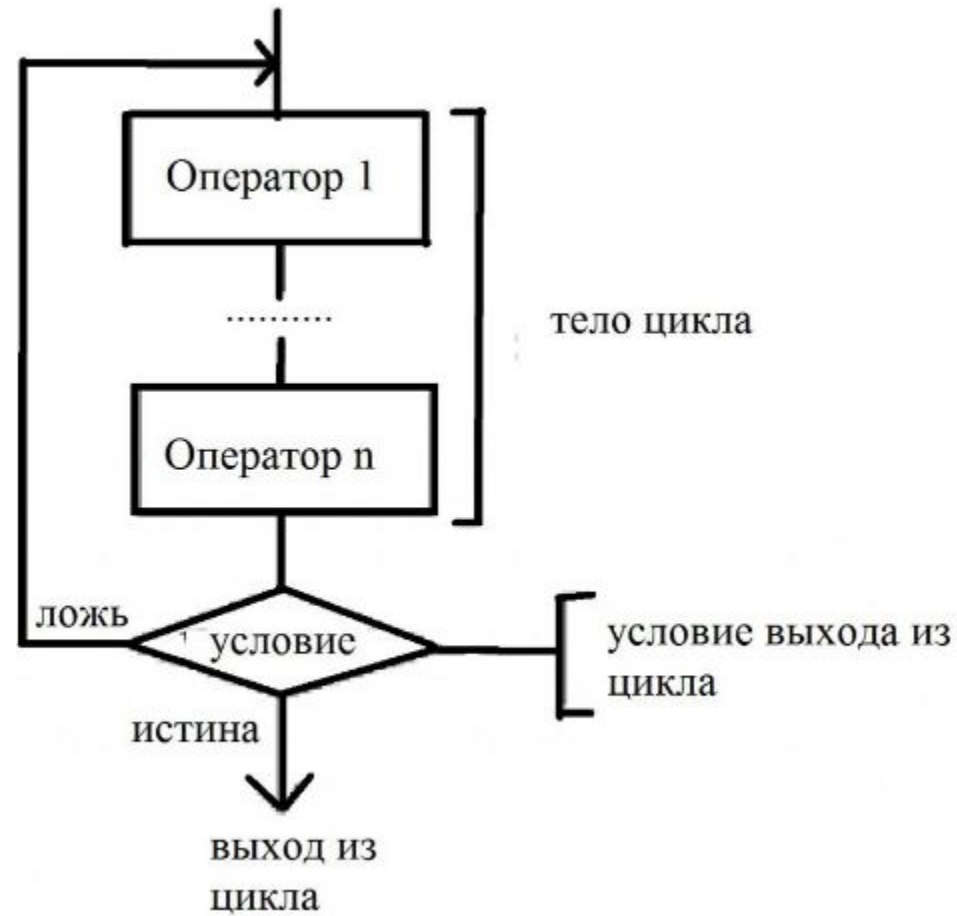 Оператор 1
..........
тело цикла
Оператор n
ложь
условие
условие выхода из
цикла
истина
выход из
цикла